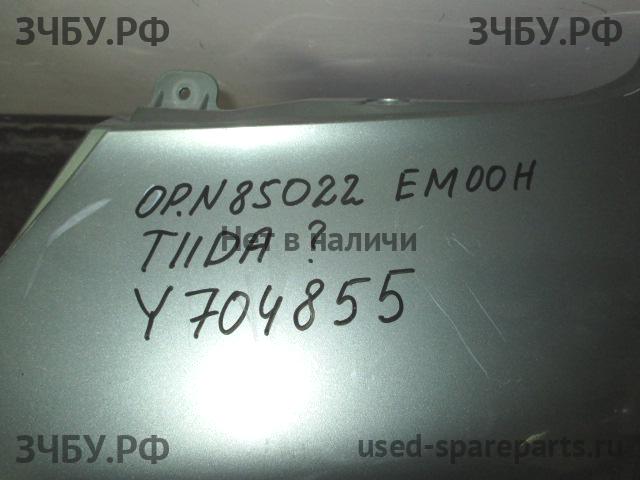 ЗЧБУ.РФ ЗЧБУ.РФ
OP.N85022 EM00H
Нет в наличи
TIIDA ?
Y704855
ЗЧБУ.РФ used-spareparts.ru